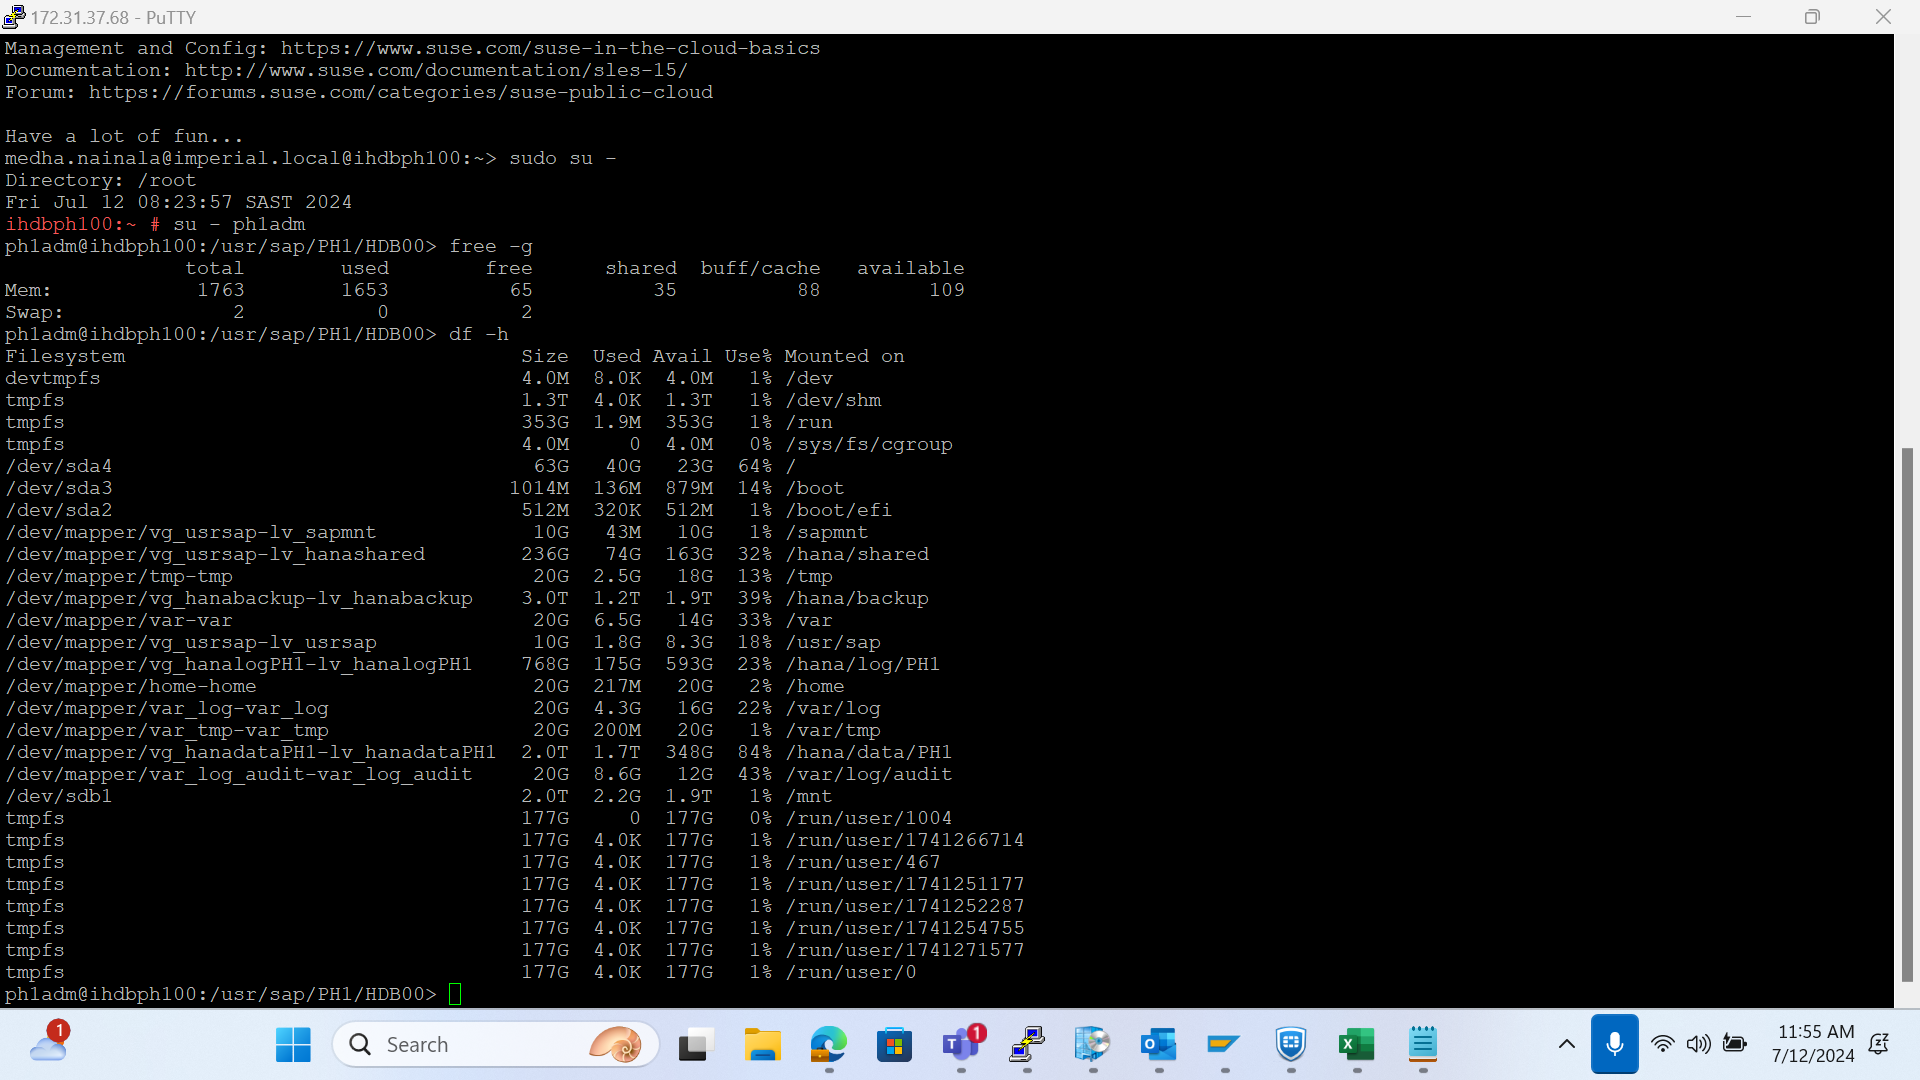 172.31.37.68 - PuTTY
Management and Config: https://www.suse.com/suse-in-the-cloud-basics
Documentation: http://www.suse.com/documentation/sles-15/
Forum: https://forums.suse.com/categories/suse-public-cloud
Have a lot of fun...
medha.nainala@imperial.local@ihdbph100:~> sudo su -
Directory: /root
Fri Jul 12 08:23:57 SAST 2024
ihdbph100:~ # su - ph1adm
ph1adm@ihdbph100:/usr/sap/PH1/HDB00> free -g
total used free shared buff/cache available
Mem: 1763 1653 65 35 88 109
Swap: 2 0 2
ph1adm@ihdbph100:/usr/sap/PH1/HDB00> df -h
Filesystem Size Used Avail Use% Mounted on
devtmpfs 4.0M 8.0K 4.0M 1% /dev
tmpfs 1.3T 4.0K 1.3T 1% /dev/shm
tmpfs 353G 1.9M 353G 1% /run
tmpfs 4.0M 0 4.0M 0% /sys/fs/cgroup
/dev/sda4 63G 40G 23G 64% /
/dev/sda3 1014M 136M 879M 14% /boot
/dev/sda2 512M 320K 512M 1% /boot/efi
/dev/mapper/vg_usrsap-lv_sapmnt 10G 43M 10G 1% /sapmnt
/dev/mapper/vg_usrsap-lv_hanashared 236G 74G 163G 32% /hana/shared
/dev/mapper/tmp-tmp 20G 2.5G 18G 13% /tmp
/dev/mapper/vg_hanabackup-lv_hanabackup 3.0T 1.2T 1.9T 39% /hana/backup
/dev/mapper/var-var 20G 6.5G 14G 33% /var
/dev/mapper/vg_usrsap-lv_usrsap 10G 1.8G 8.3G 18% /usr/sap
/dev/mapper/vg_hanalogPH1-lv_hanalogPH1 768G 175G 593G 23% /hana/log/PH1
/dev/mapper/home-home 20G 217M 20G 2% /home
/dev/mapper/var_log-var_log 20G 4.3G 16G 22% /var/log
/dev/mapper/var_tmp-var_tmp 20G 200M 20G 1% /var/tmp
/dev/mapper/vg_hanadataPH1-lv_hanadataPH1 2.0T 1.7T 348G 84% /hana/data/PH1
/dev/mapper/var_log_audit-var_log_audit 20G 8.6G 12G 43% /var/log/audit
/dev/sdb1 2.0T 2.2G 1.9T 1% /mnt
tmpfs 177G 0 177G 0% /run/user/1004
tmpfs 177G 4.0K 177G 1% /run/user/1741266714
tmpfs 177G 4.0K 177G 1% /run/user/467
tmpfs 177G 4.0K 177G 1% /run/user/1741251177
tmpfs 177G 4.0K 177G 1% /run/user/1741252287
tmpfs 177G 4.0K 177G 1% /run/user/1741254755
tmpfs 177G 4.0K 177G 1% /run/user/1741271577
tmpfs 177G 4.0K 177G 1% /run/user/0
ph1adm@ihdbph100:/usr/sap/PH1/HDB00>
1
Search
1
11:55 AM
7/12/2024